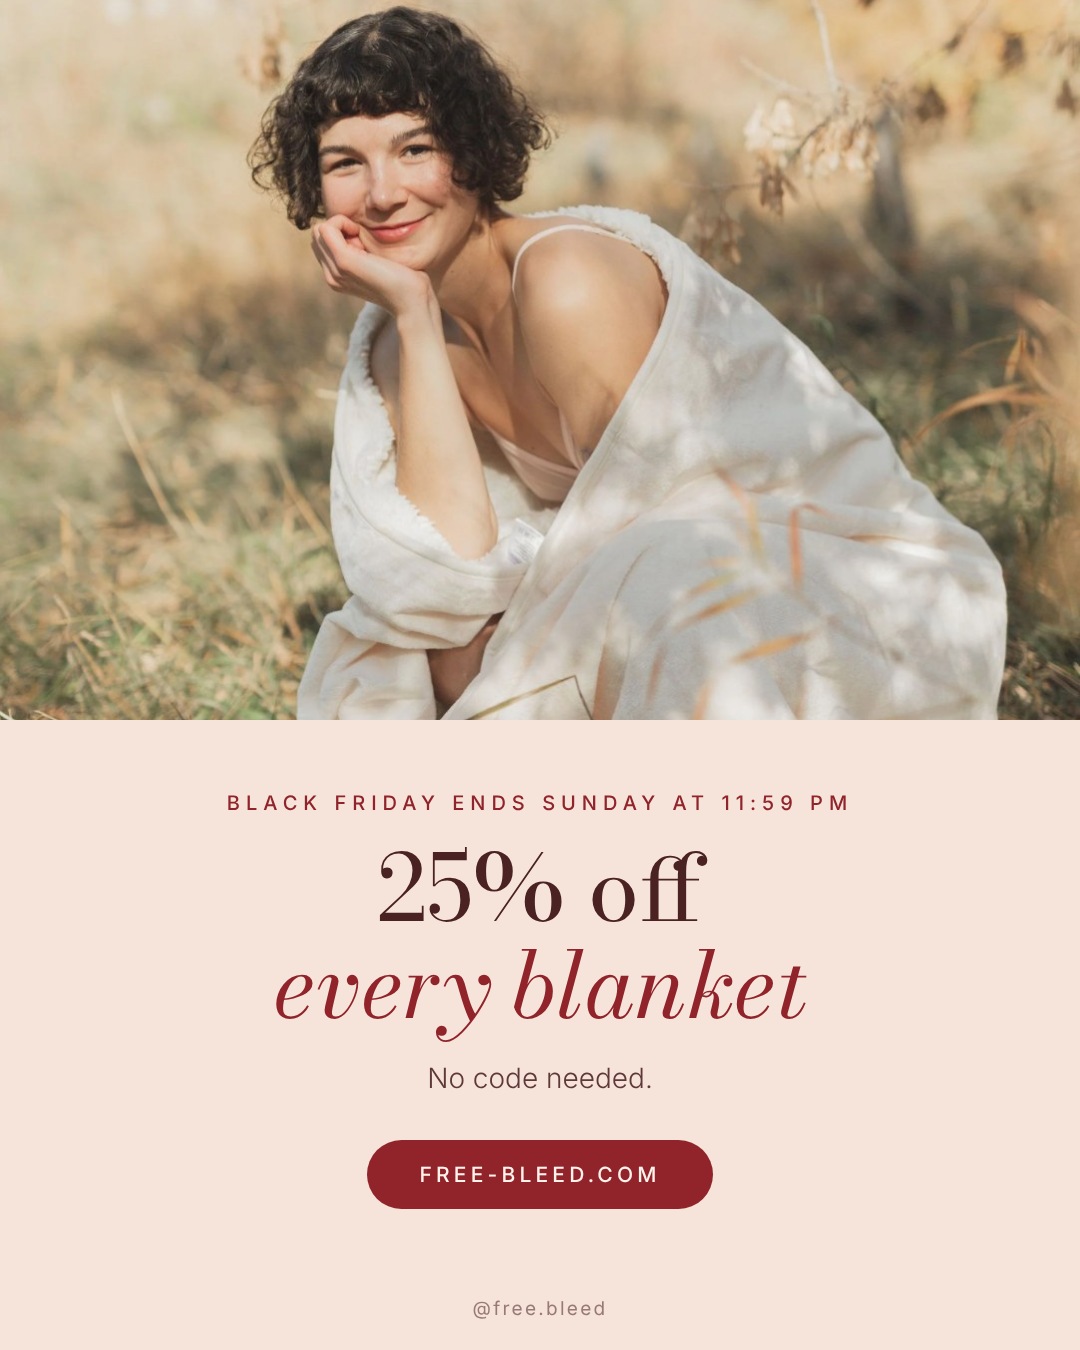 BLACK FRIDAY ENDS SUNDAY AT 11:59 PM
25% off
every blanket
No code needed.
FREE-BLEED.COM
@free.bleed